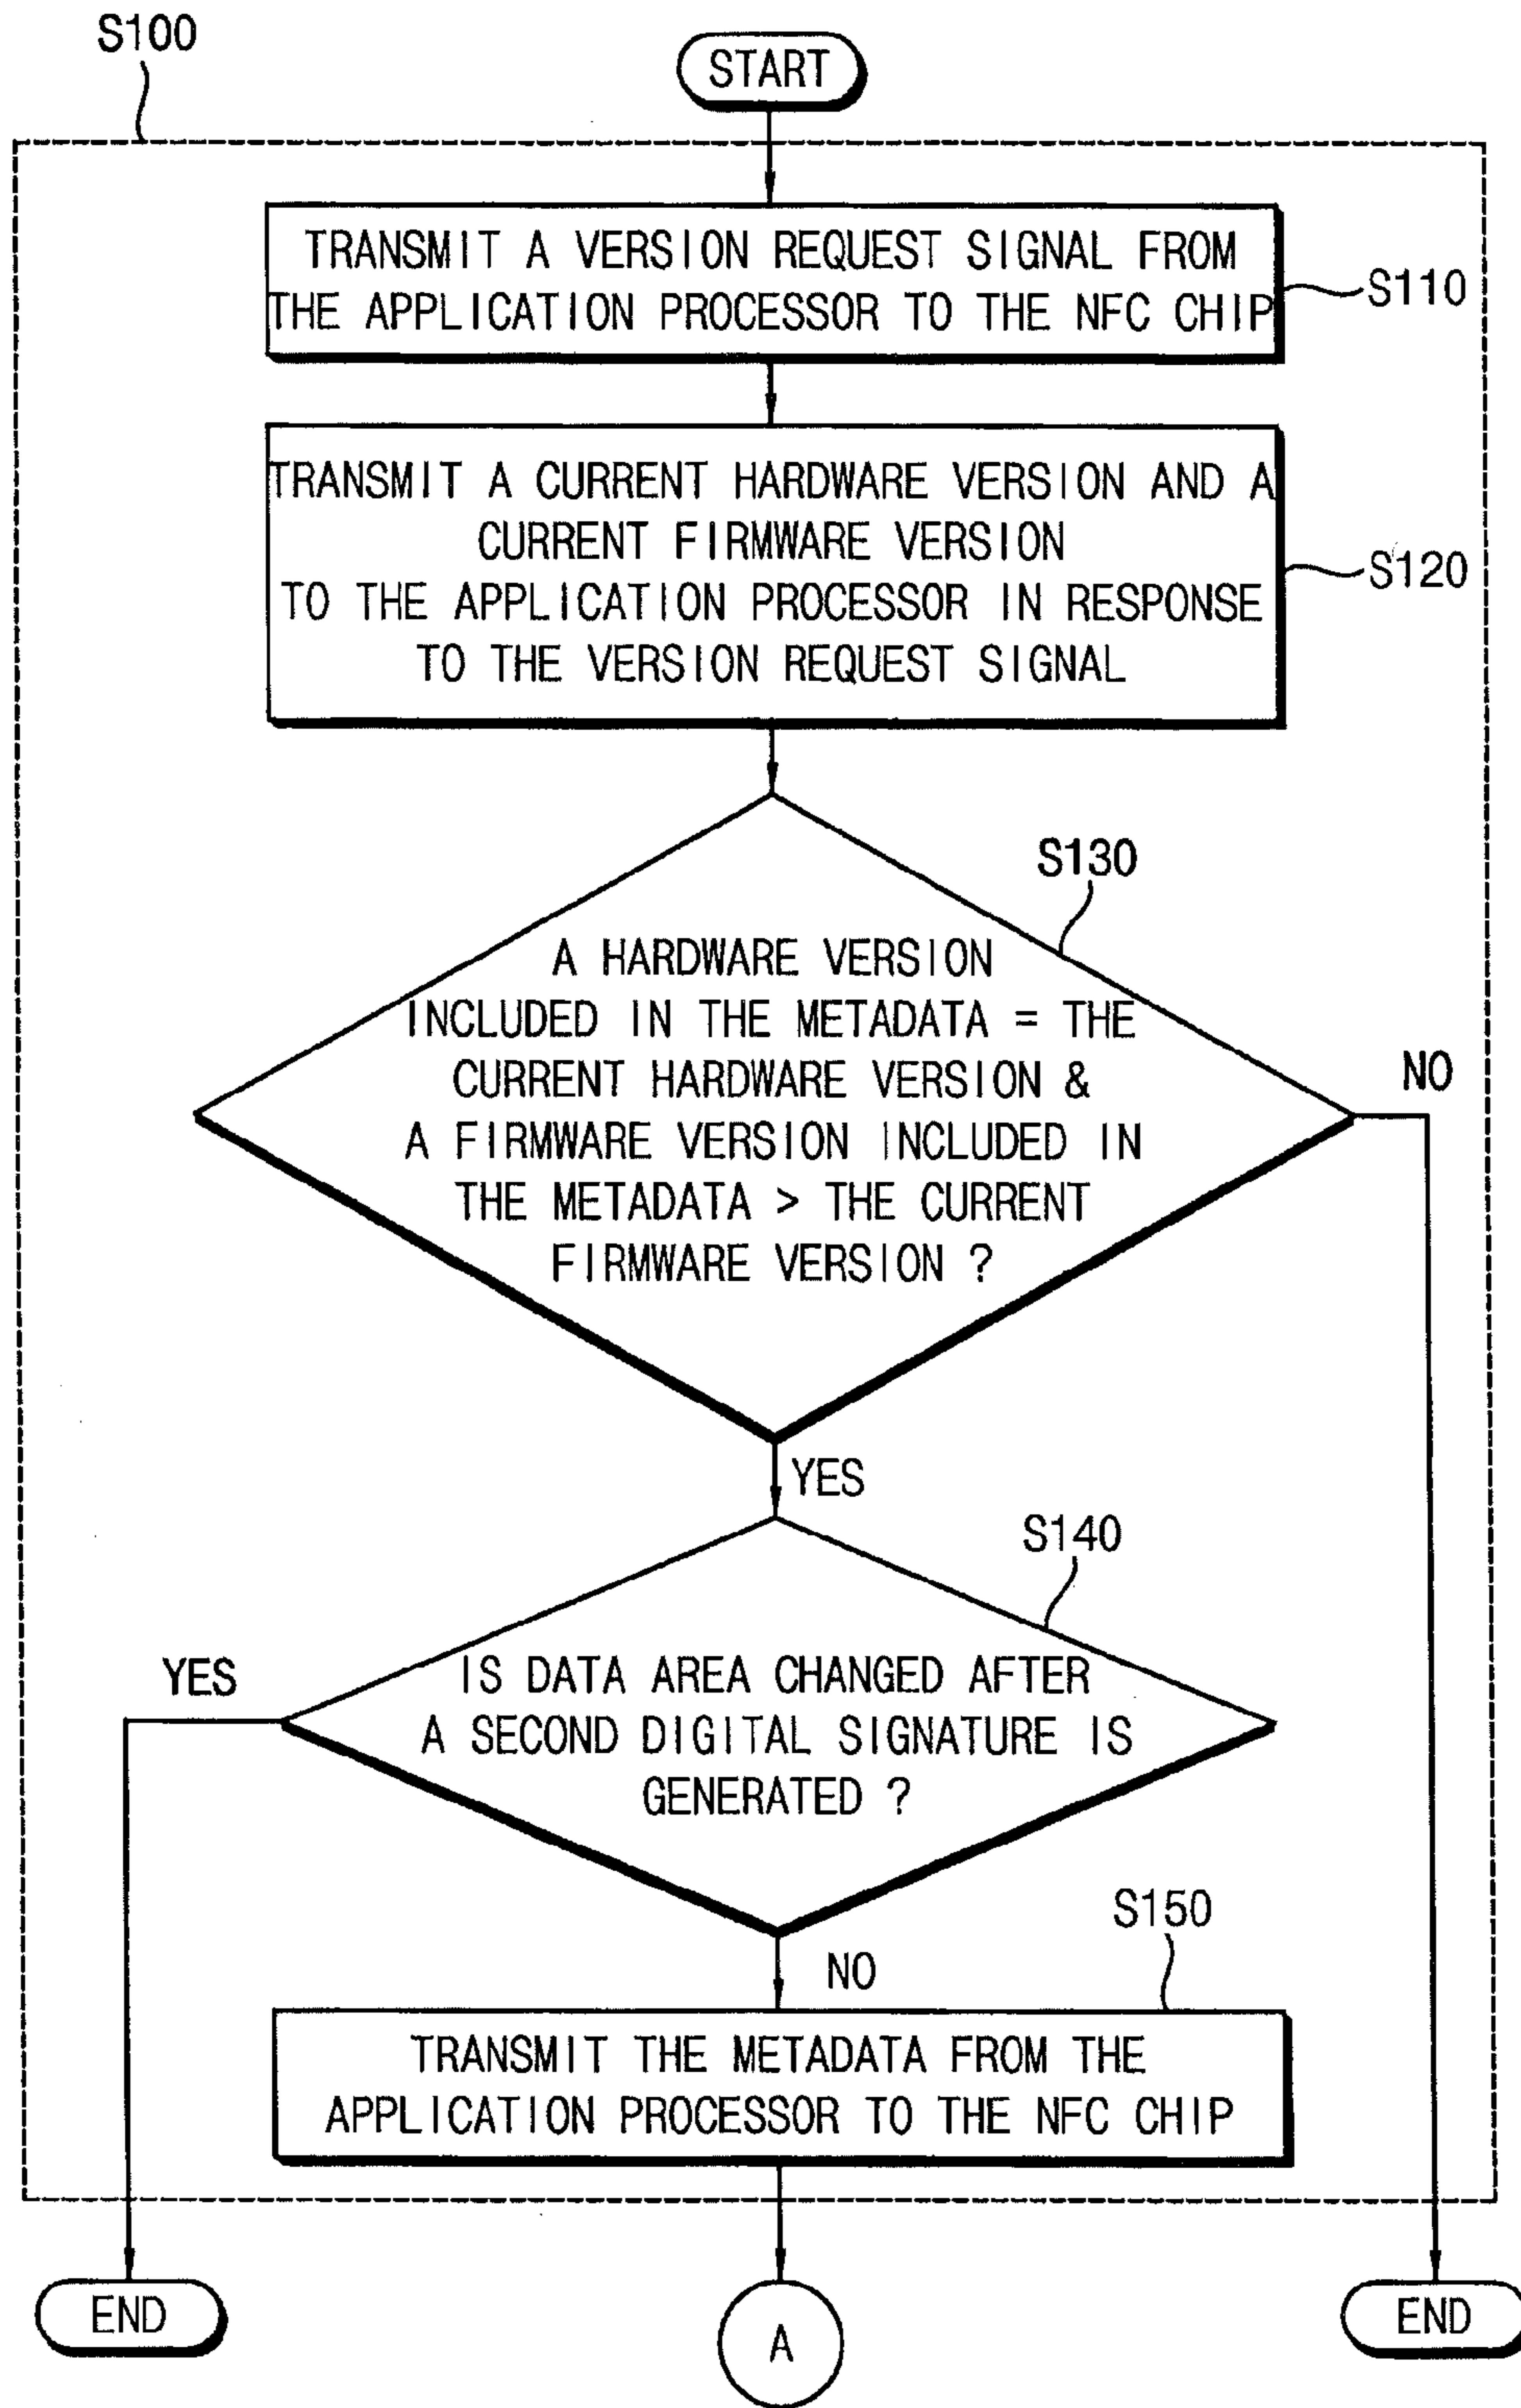 S100
START
TRANSMIT A VERSION REQUEST SIGNAL FROM
THE APPLICATION PROCESSOR TO THE NFC CHIP
S110
TRANSMIT A CURRENT HARDWARE VERSION AND A
CURRENT FIRMWARE VERSION
TO THE APPLICATION PROCESSOR IN RESPONSE
TO THE VERSION REQUEST SIGNAL
S120
S130
A HARDWARE VERSION
INCLUDED IN THE METADATA = THE
CURRENT HARDWARE VERSION &
A FIRMWARE VERSION INCLUDED IN
THE METADATA > THE CURRENT
FIRMWARE VERSION ?
NO
YES
S140
IS DATA AREA CHANGED AFTER
A SECOND DIGITAL SIGNATURE IS
GENERATED ?
YES
NO
S150
TRANSMIT THE METADATA FROM THE
APPLICATION PROCESSOR TO THE NFC CHIP
END
A
END